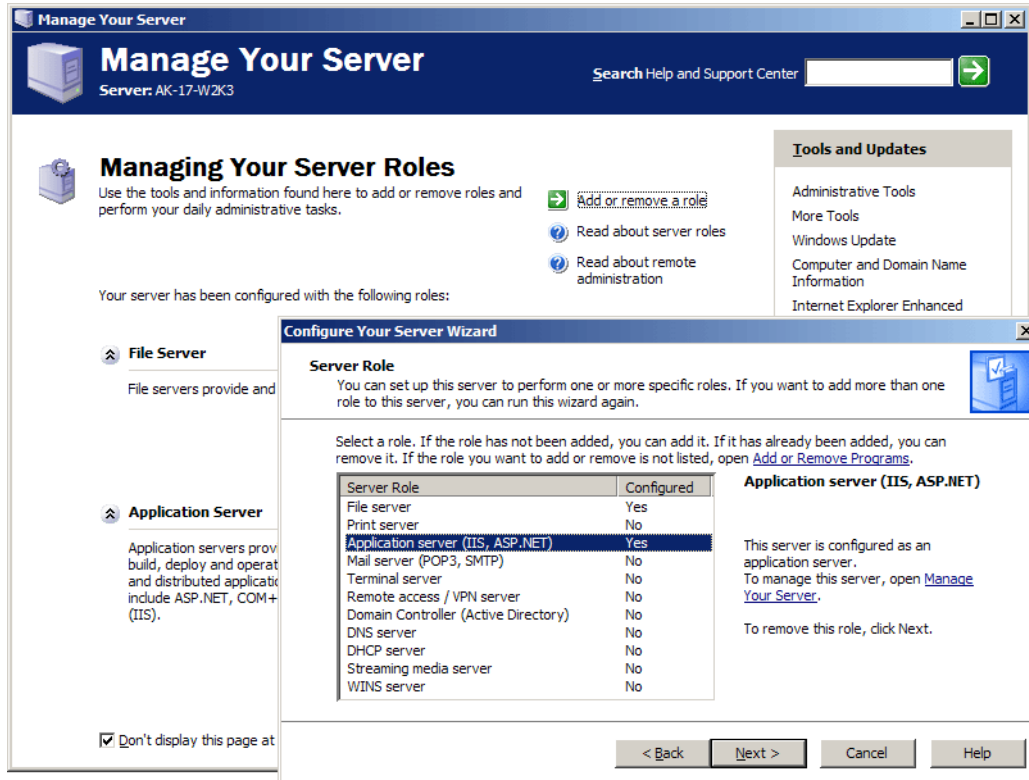 Manage Your Server
Manage Your Server
Server: AK-17-W2K3
Search Help and Support Center
Managing Your Server Roles
Use the tools and information found here to add or remove roles and
perform your daily administrative tasks.
Add or remove a role
Read about server roles
Read about remote
administration
Your server has been configured with the following roles:
Tools and Updates
Administrative Tools
More Tools
Windows Update
Computer and Domain Name
Information
Internet Explorer Enhanced
File Server
File servers provide and
Application Server
Application servers prov
build, deploy and operat
and distributed applicatio
include ASP.NET, COM+
(IIS).
Don't display this page at
Configure Your Server Wizard
Server Role
You can set up this server to perform one or more specific roles. If you want to add more than one
role to this server, you can run this wizard again.
Select a role. If the role has not been added, you can add it. If it has already been added, you can
remove it. If the role you want to add or remove is not listed, open Add or Remove Programs.
Server Role Configured
File server Yes
Print server No
Application server (IIS, ASP.NET) Yes
Mail server (POP3, SMTP) No
Terminal server No
Remote access / VPN server No
Domain Controller (Active Directory) No
DNS server No
DHCP server No
Streaming media server No
WINS server No
Application server (IIS, ASP.NET)
This server is configured as an
application server.
To manage this server, open Manage
Your Server.
To remove this role, click Next.
< Back
Next >
Cancel
Help